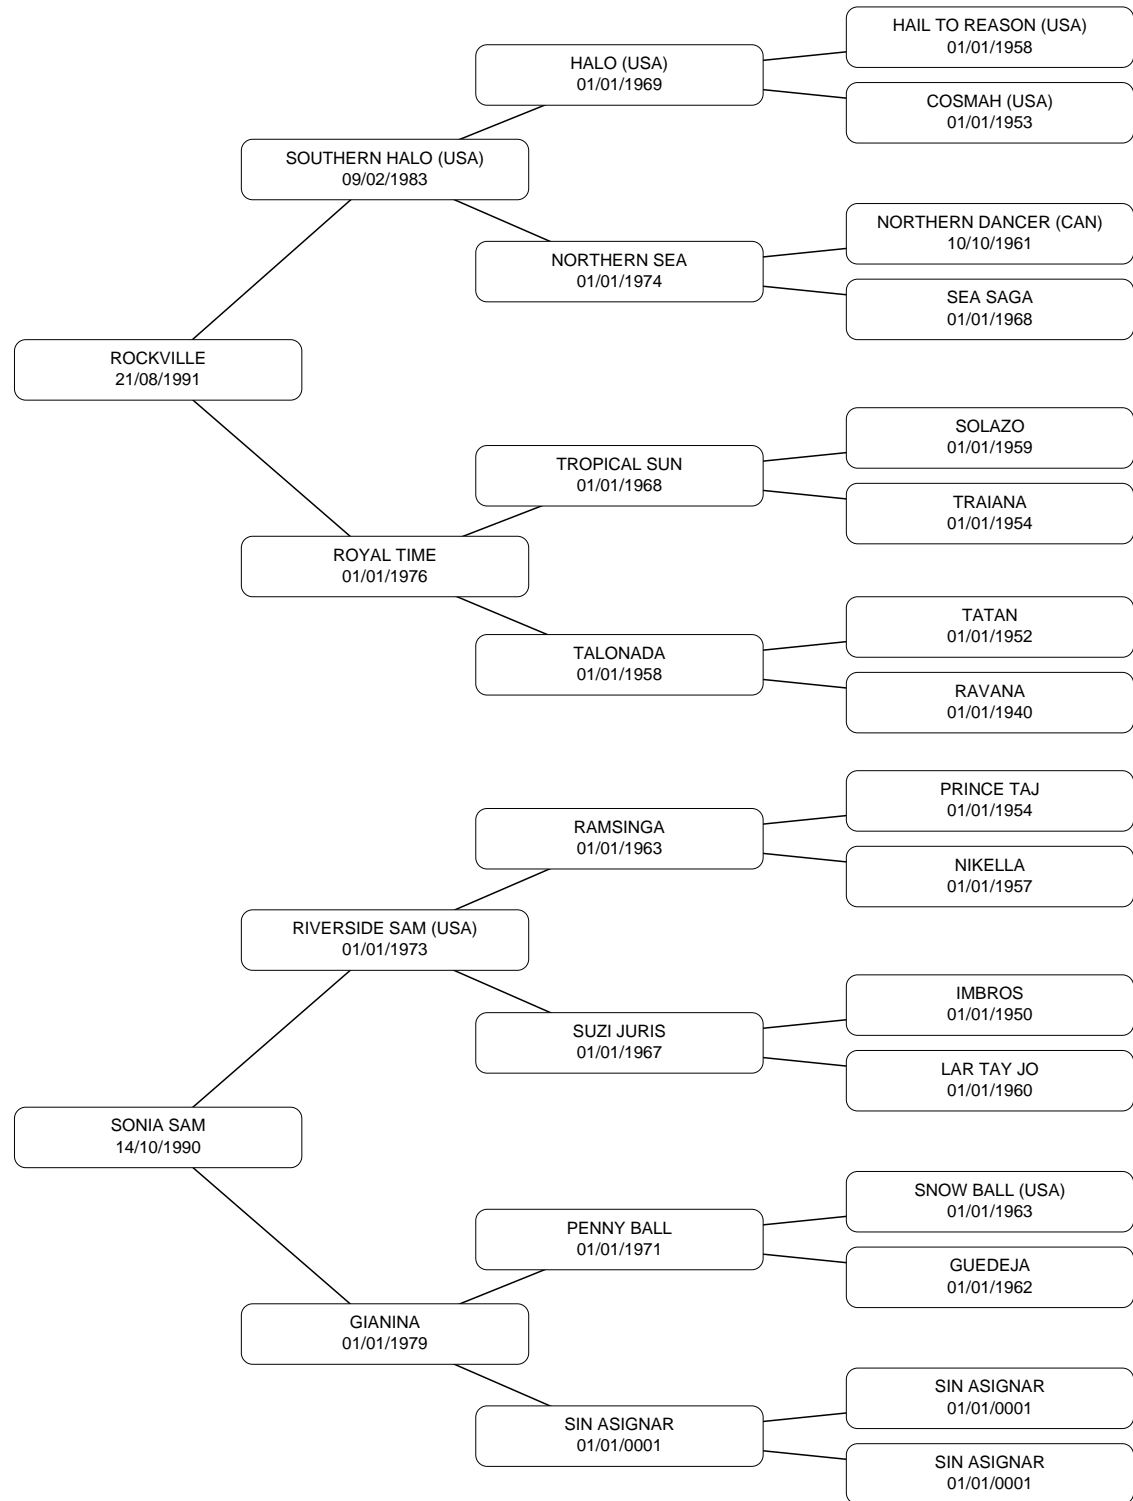 HAIL TO REASON (USA)
01/01/1958
HALO (USA)
01/01/1969
COSMAH (USA)
01/01/1953
SOUTHERN HALO (USA)
09/02/1983
NORTHERN DANCER (CAN)
10/10/1961
NORTHERN SEA
01/01/1974
SEA SAGA
01/01/1968
ROCKVILLE
21/08/1991
SOLAZO
01/01/1959
TROPICAL SUN
01/01/1968
TRAIANA
01/01/1954
ROYAL TIME
01/01/1976
TATAN
01/01/1952
TALONADA
01/01/1958
RAVANA
01/01/1940
PRINCE TAJ
01/01/1954
RAMSINGA
01/01/1963
NIKELLA
01/01/1957
RIVERSIDE SAM (USA)
01/01/1973
IMBROS
01/01/1950
SUZI JURIS
01/01/1967
LAR TAY JO
01/01/1960
SONIA SAM
14/10/1990
SNOW BALL (USA)
01/01/1963
PENNY BALL
01/01/1971
GUEDEJA
01/01/1962
GIANINA
01/01/1979
SIN ASIGNAR
01/01/0001
SIN ASIGNAR
01/01/0001
SIN ASIGNAR
01/01/0001